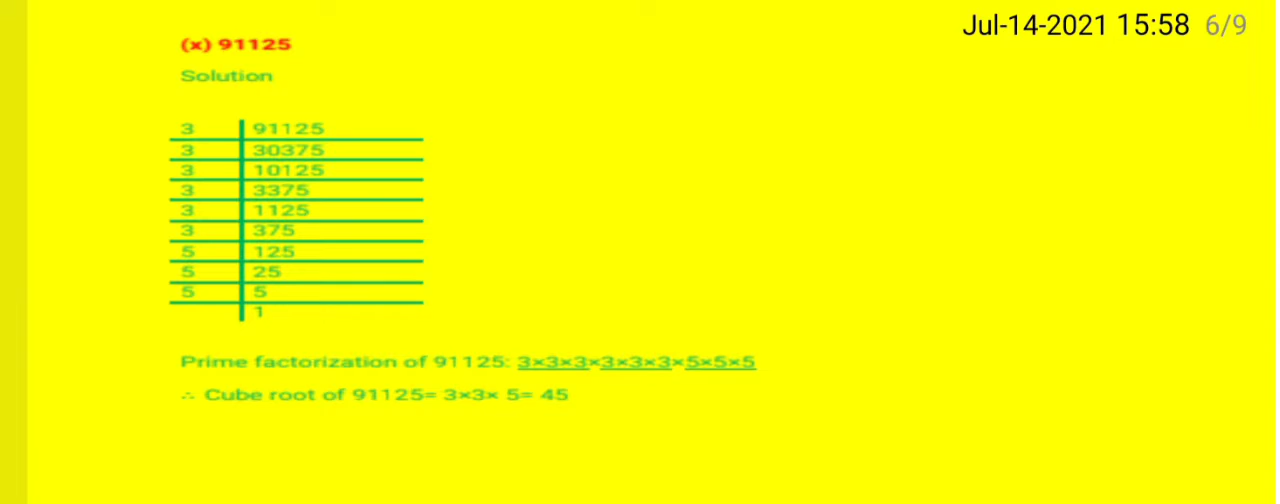 Jul-14-2021 15:58 6/9
(x) 91125
Solution
3 91125
3 30375
3 10125
3 3375
3 1125
3 375
5 125
5 25
5 5
1
Prime factorization of 91125: 3×3×3×3×3×3×5×5×5
∴ Cube root of 91125= 3×3× 5= 45